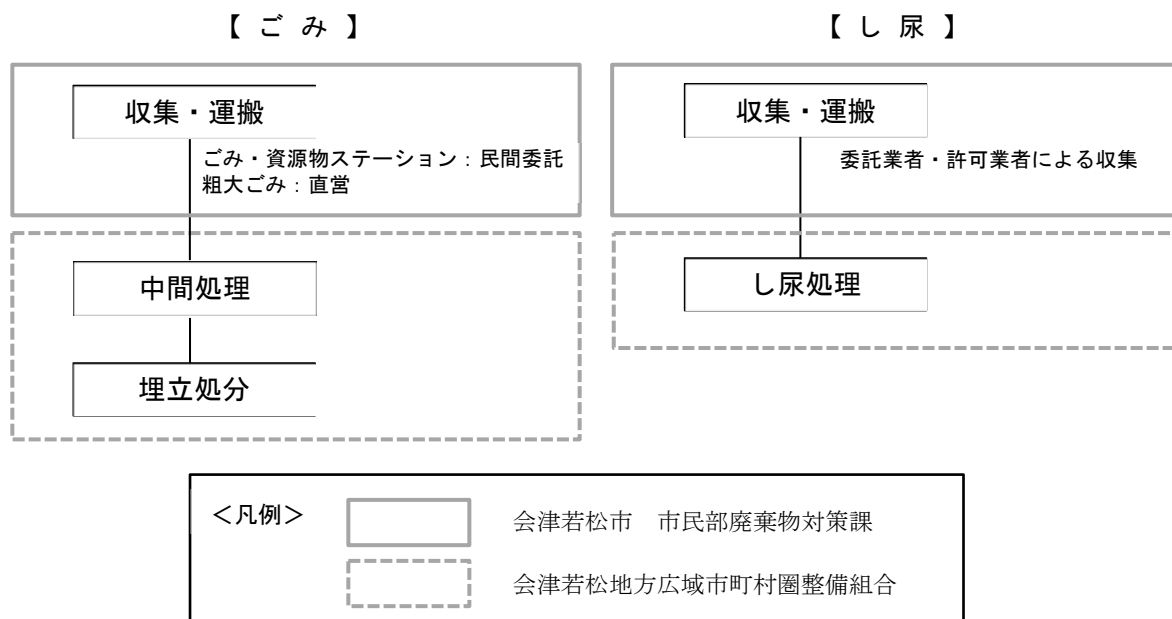 【 ご み 】
収集・運搬
ごみ・資源物ステーション：民間委託
粗大ごみ：直営
中間処理
埋立処分
【 し 尿 】
収集・運搬
委託業者・許可業者による収集
し尿処理
＜凡例＞
会津若松市　市民部廃棄物対策課
会津若松地方広域市町村圏整備組合